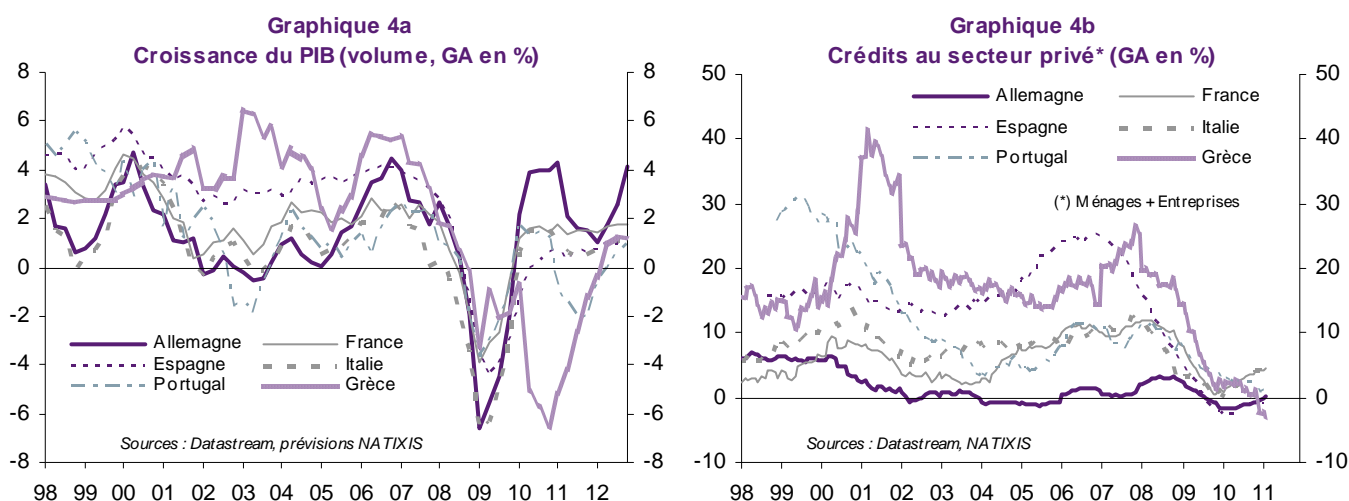 Graphique 4a
Croissance du PIB (volume, GA en %)
8 8
6 6
4 4
2 2
0 0
-2 -2
-4 -4
-6 -6
-8 -8
Allemagne France
Espagne Italie
Portugal Grèce
Sources : Datastream, prévisions NATIXIS
98 99 00 01 02 03 04 05 06 07 08 09 10 11 12
Graphique 4b
Crédits au secteur privé* (GA en %)
50 50
40 40
30 30
20 20
10 10
0 0
-10 -10
Allemagne France
Espagne Italie
Portugal Grèce
(*) Ménages + Entreprises
Sources : Datastream, NATIXIS
98 99 00 01 02 03 04 05 06 07 08 09 10 11